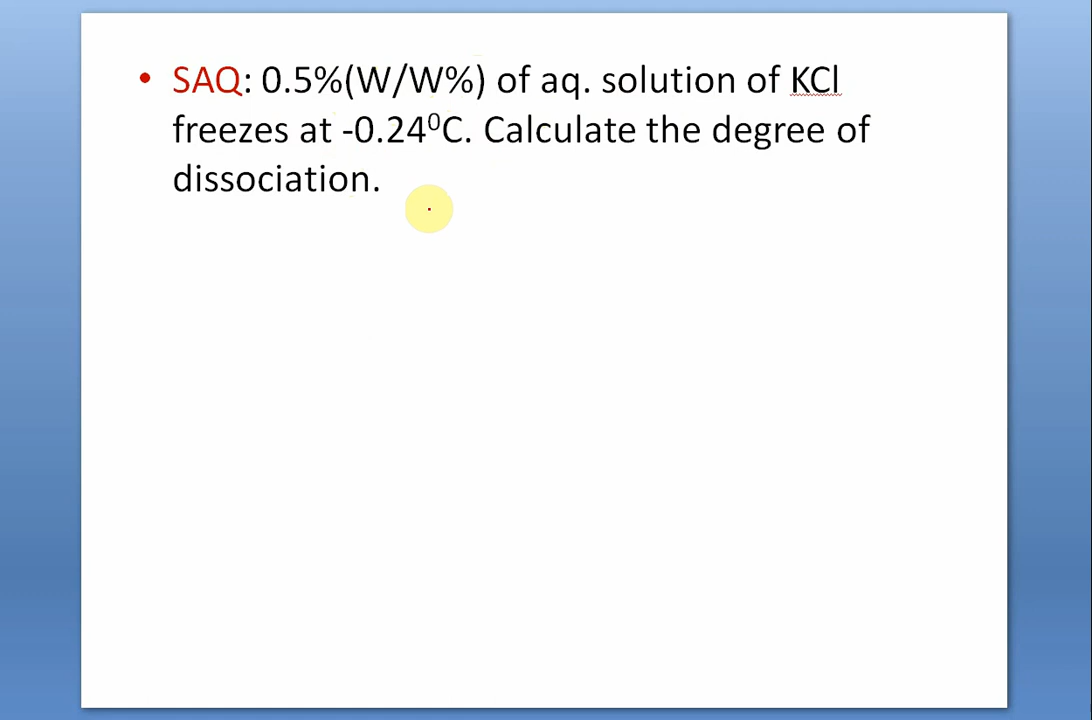 • SAQ: 0.5%(W/W%) of aq. solution of KCl
freezes at -0.24⁰C. Calculate the degree of
dissociation.